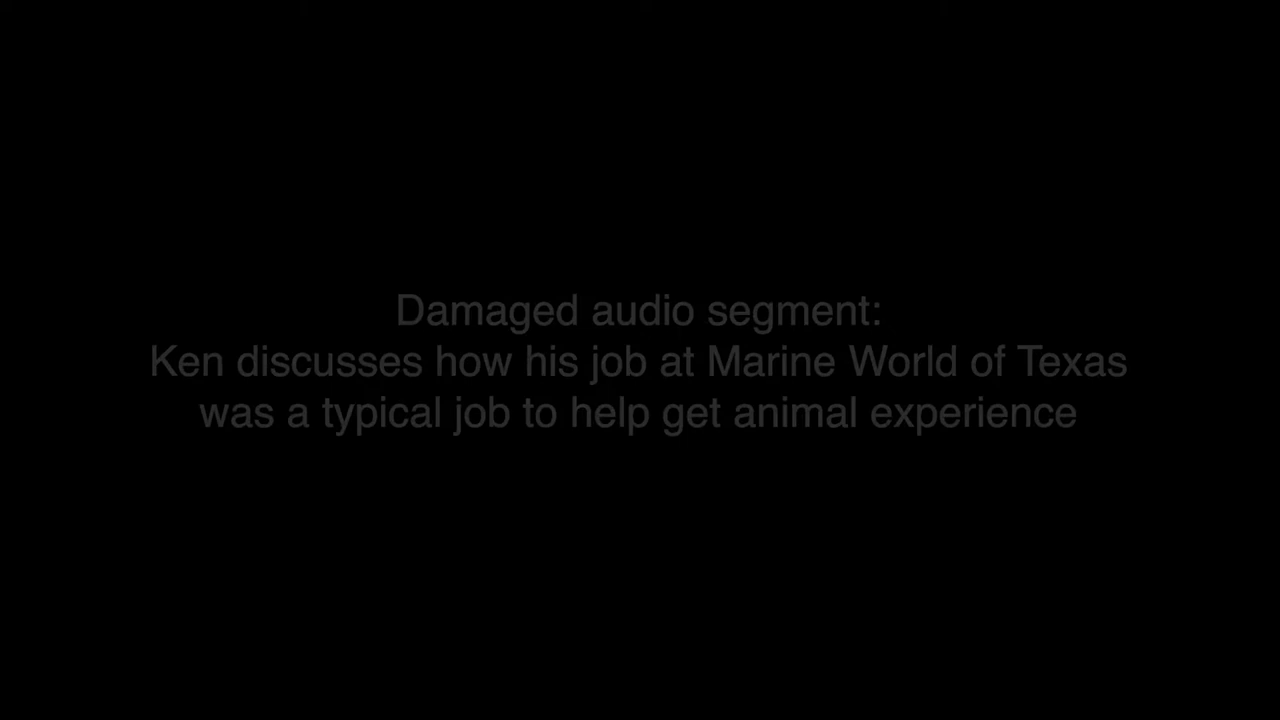 Damaged audio segment:
Ken discusses how his job at Marine World of Texas
was a typical job to help get animal experience